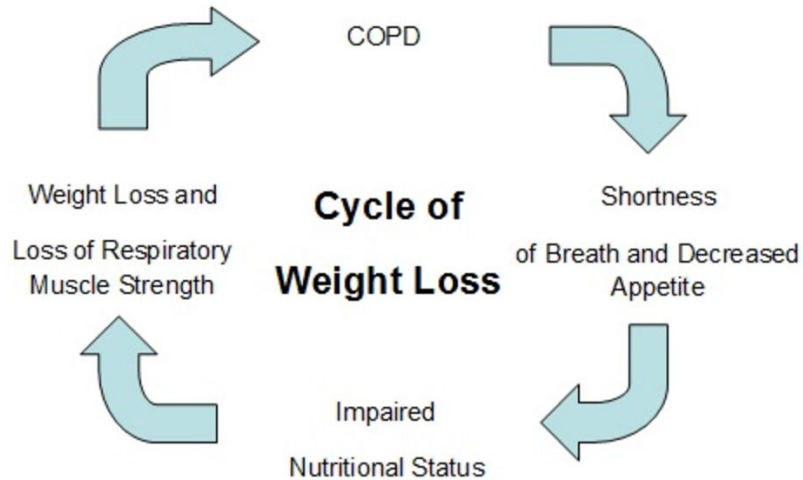 COPD
Shortness
of Breath and Decreased
Appetite
Impaired
Nutritional Status
Weight Loss and
Loss of Respiratory
Muscle Strength
Cycle of
Weight Loss